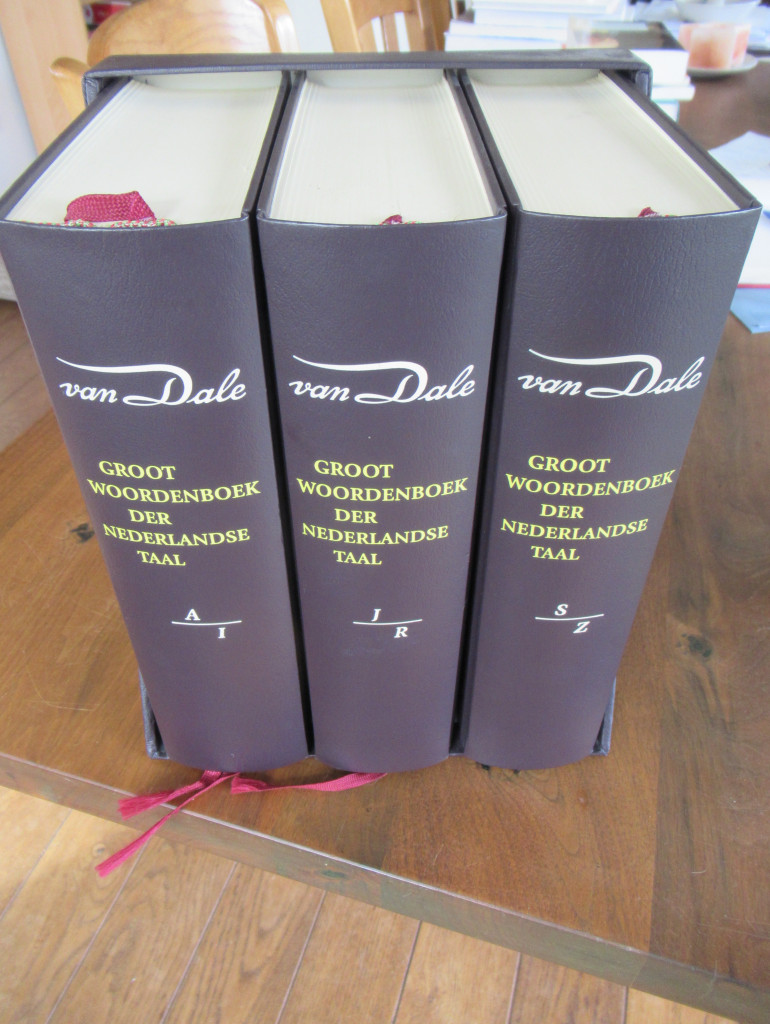 van Dale
GROOT
WOORDENBOEK
DER
NEDERLANDSE
TAAL
A
I
van Dale
GROOT
WOORDENBOEK
DER
NEDERLANDSE
TAAL
J
R
van Dale
GROOT
WOORDENBOEK
DER
NEDERLANDSE
TAAL
S
Z